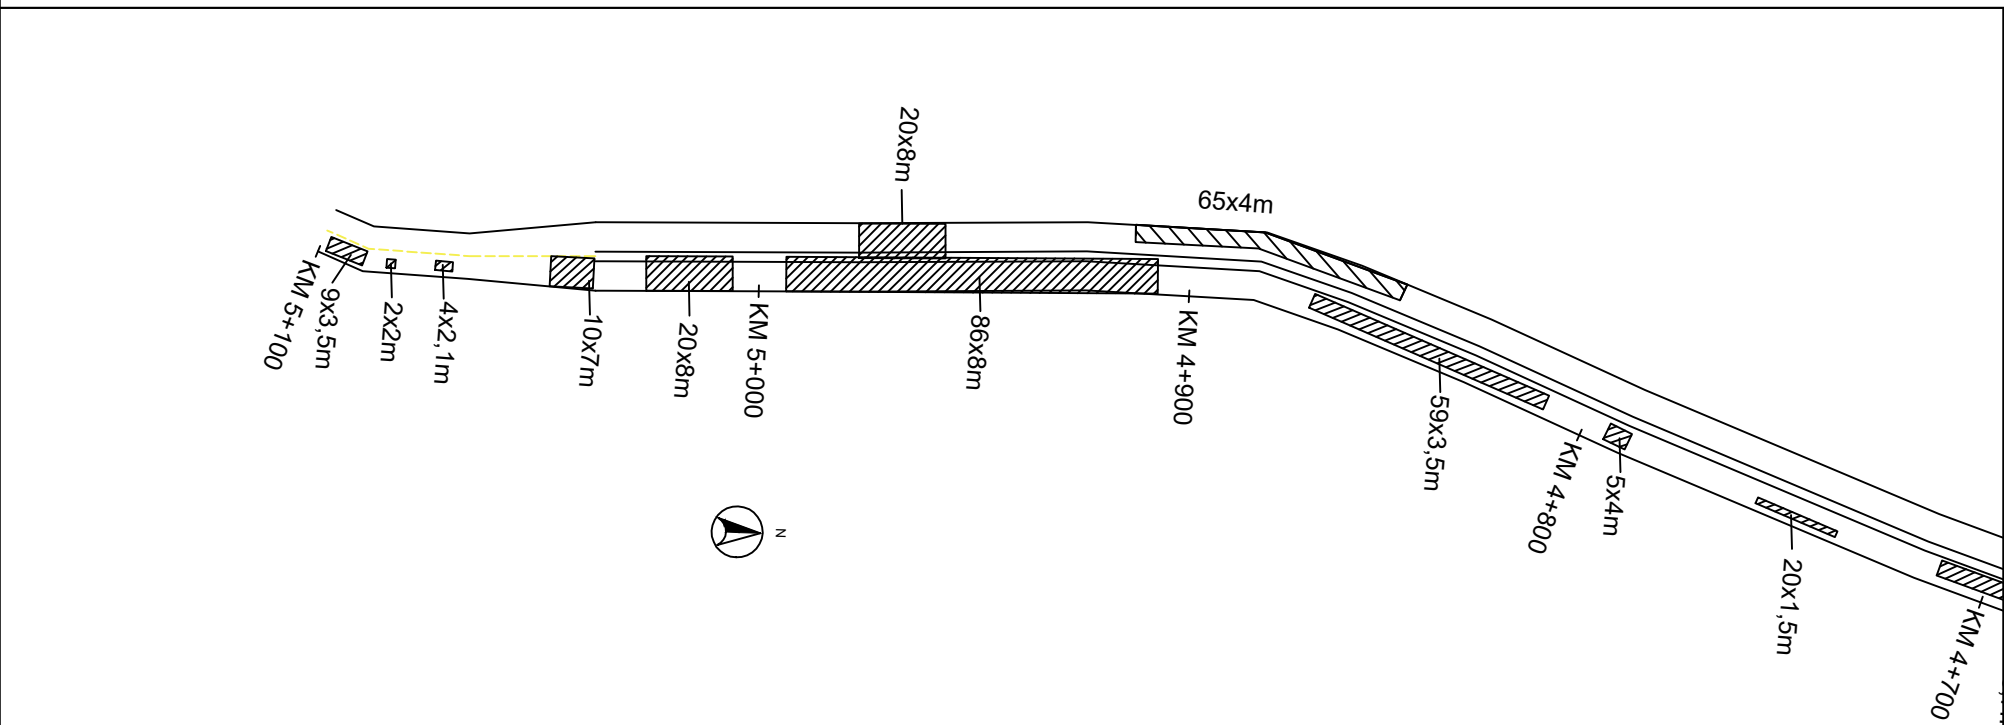 20x8m
65x4m
KM 5+100
9x3,5m
2x2m
4x2,1m
10x7m
20x8m
KM 5+000
86x8m
KM 4+900
59x3,5m
KM 4+800
5x4m
20x1,5m
KM 4+700
N